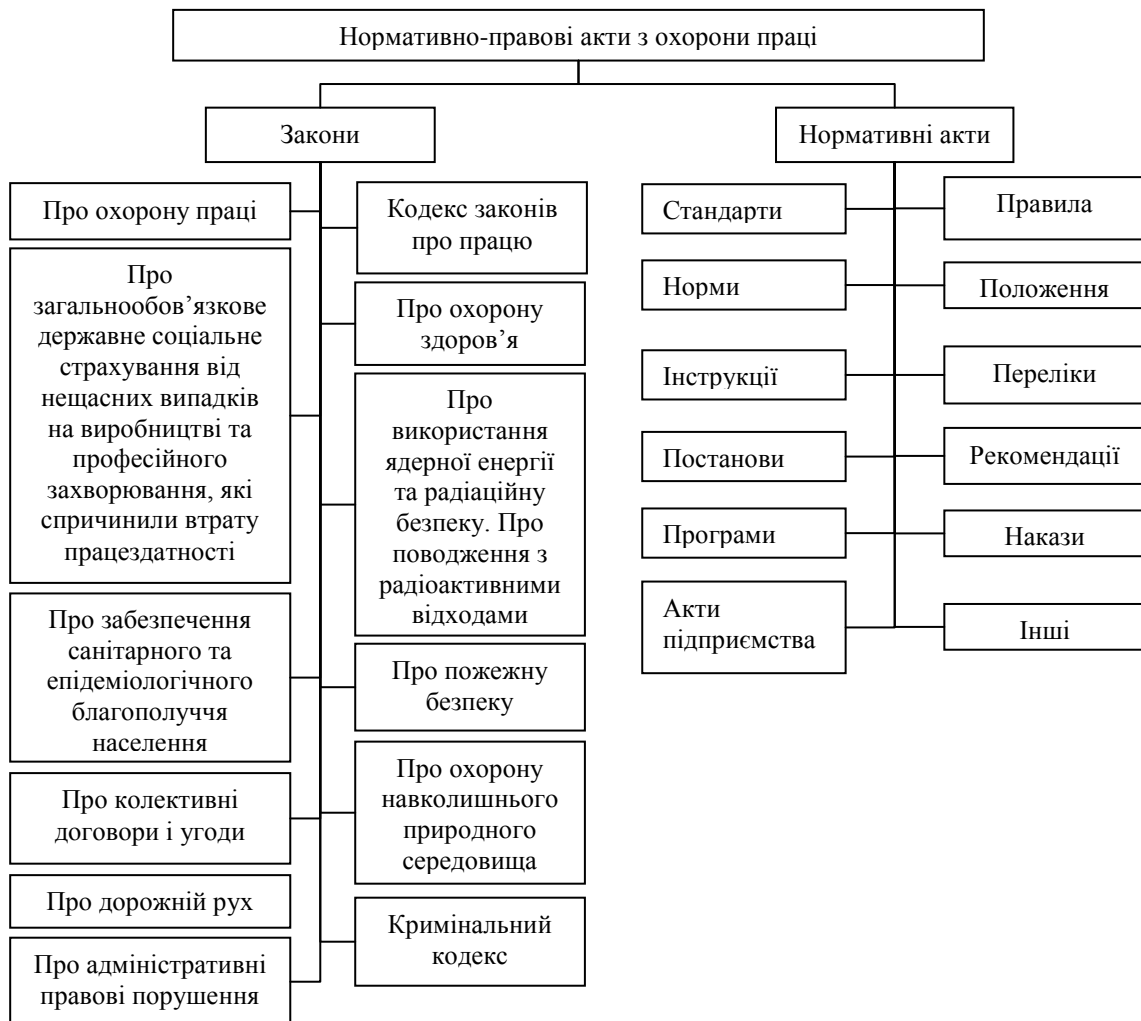 Нормативно-правові акти з охорони праці
Закони
Про охорону праці
Про
загальнообов’язкове
державне соціальне
страхування від
нещасних випадків
на виробництві та
професійного
захворювання, які
спричинили втрату
працездатності
Про забезпечення
санітарного та
епідеміологічного
благополуччя
населення
Про колективні
договори і угоди
Про дорожній рух
Про адміністративні
правові порушення
Кодекс законів
про працю
Про охорону
здоров’я
Про
використання
ядерної енергії
та радіаційну
безпеку. Про
поводження з
радіоактивними
відходами
Про пожежну
безпеку
Про охорону
навколишнього
природного
середовища
Кримінальний
кодекс
Нормативні акти
Стандарти
Норми
Інструкції
Постанови
Програми
Акти
підприємства
Правила
Положення
Переліки
Рекомендації
Накази
Інші